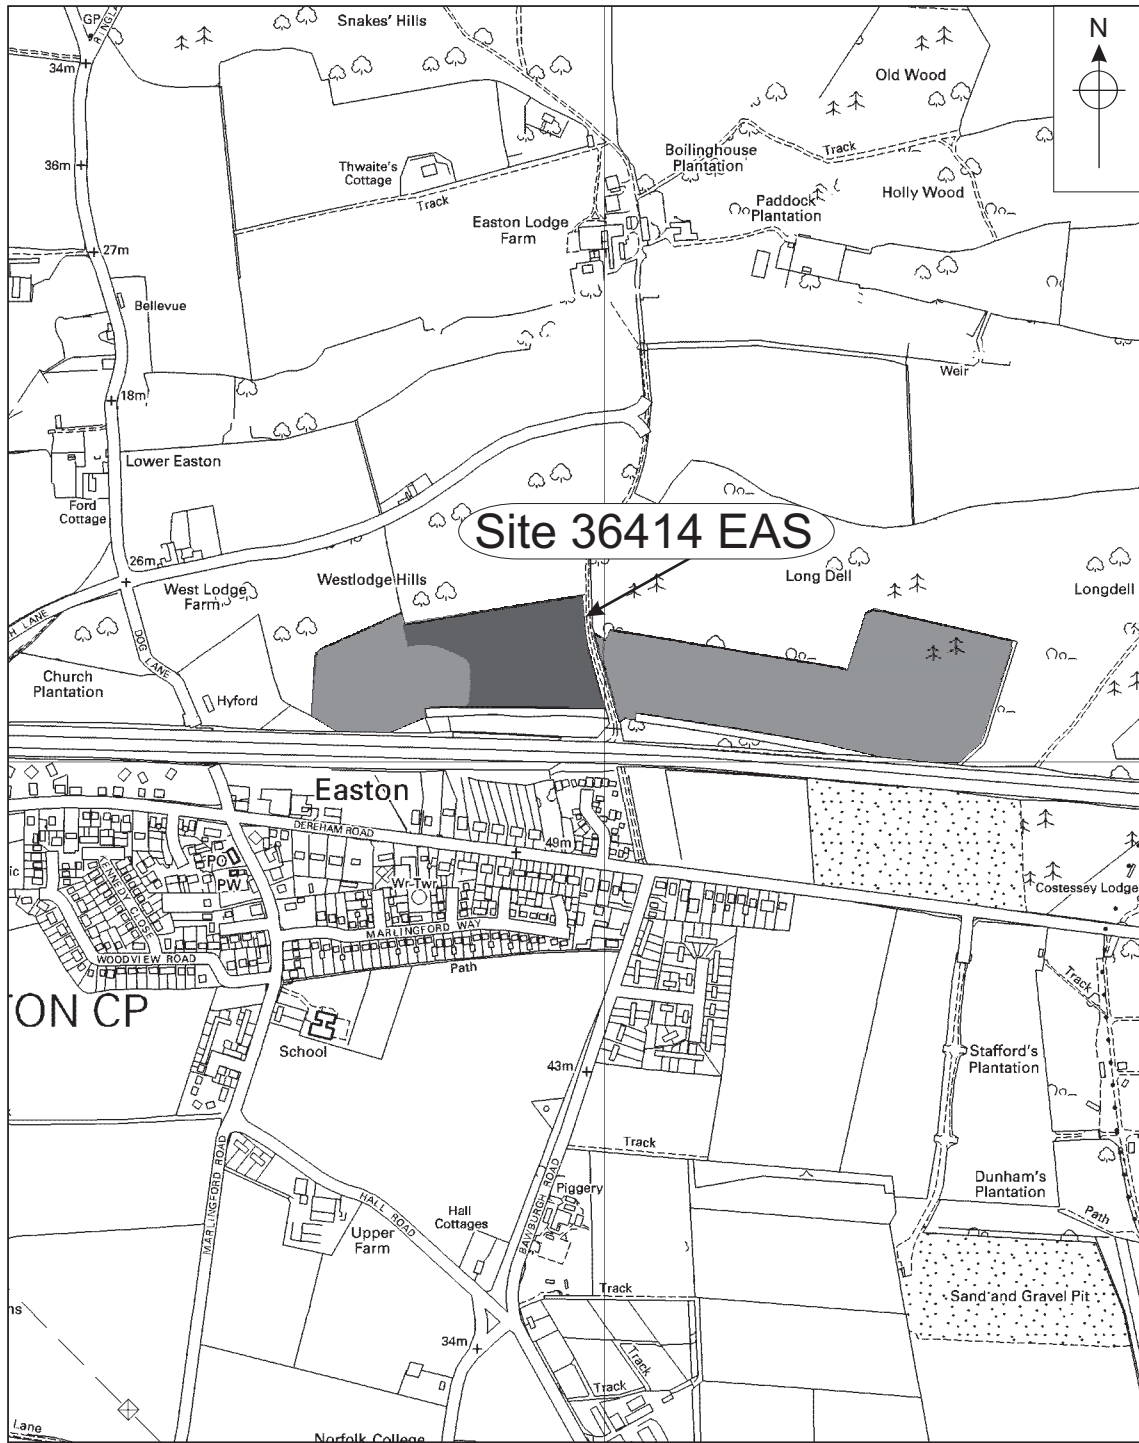 GP
Snakes' Hills
N
34m
Old Wood
36m
Thwaite's
Cottage
Track
Boilinghouse
Plantation
Track
Holly Wood
Paddock
Plantation
Easton Lodge
Farm
27m
Bellevue
18m
Weir
Lower Easton
Ford
Cottage
Site 36414 EAS
26m
West Lodge
Farm
Westlodge Hills
Long Dell
Longdell
H LANE
DOG LANE
Church
Plantation
Hyford
Easton
DEREHAM ROAD
49m
PO
PW
Wr Twr
ic
Costessey Lodge
MARLINGFORD WAY
WOODVIEW ROAD
Path
Track
TON CP
School
Stafford's
Plantation
43m
Track
MARLINGFORD ROAD
HALL ROAD
BAWBURGH ROAD
Piggery
Dunham's
Plantation
Path
Hall
Cottages
Upper
Farm
Track
Sand and Gravel Pit
ns
34m
Track
Track
Lane
Norfolk College